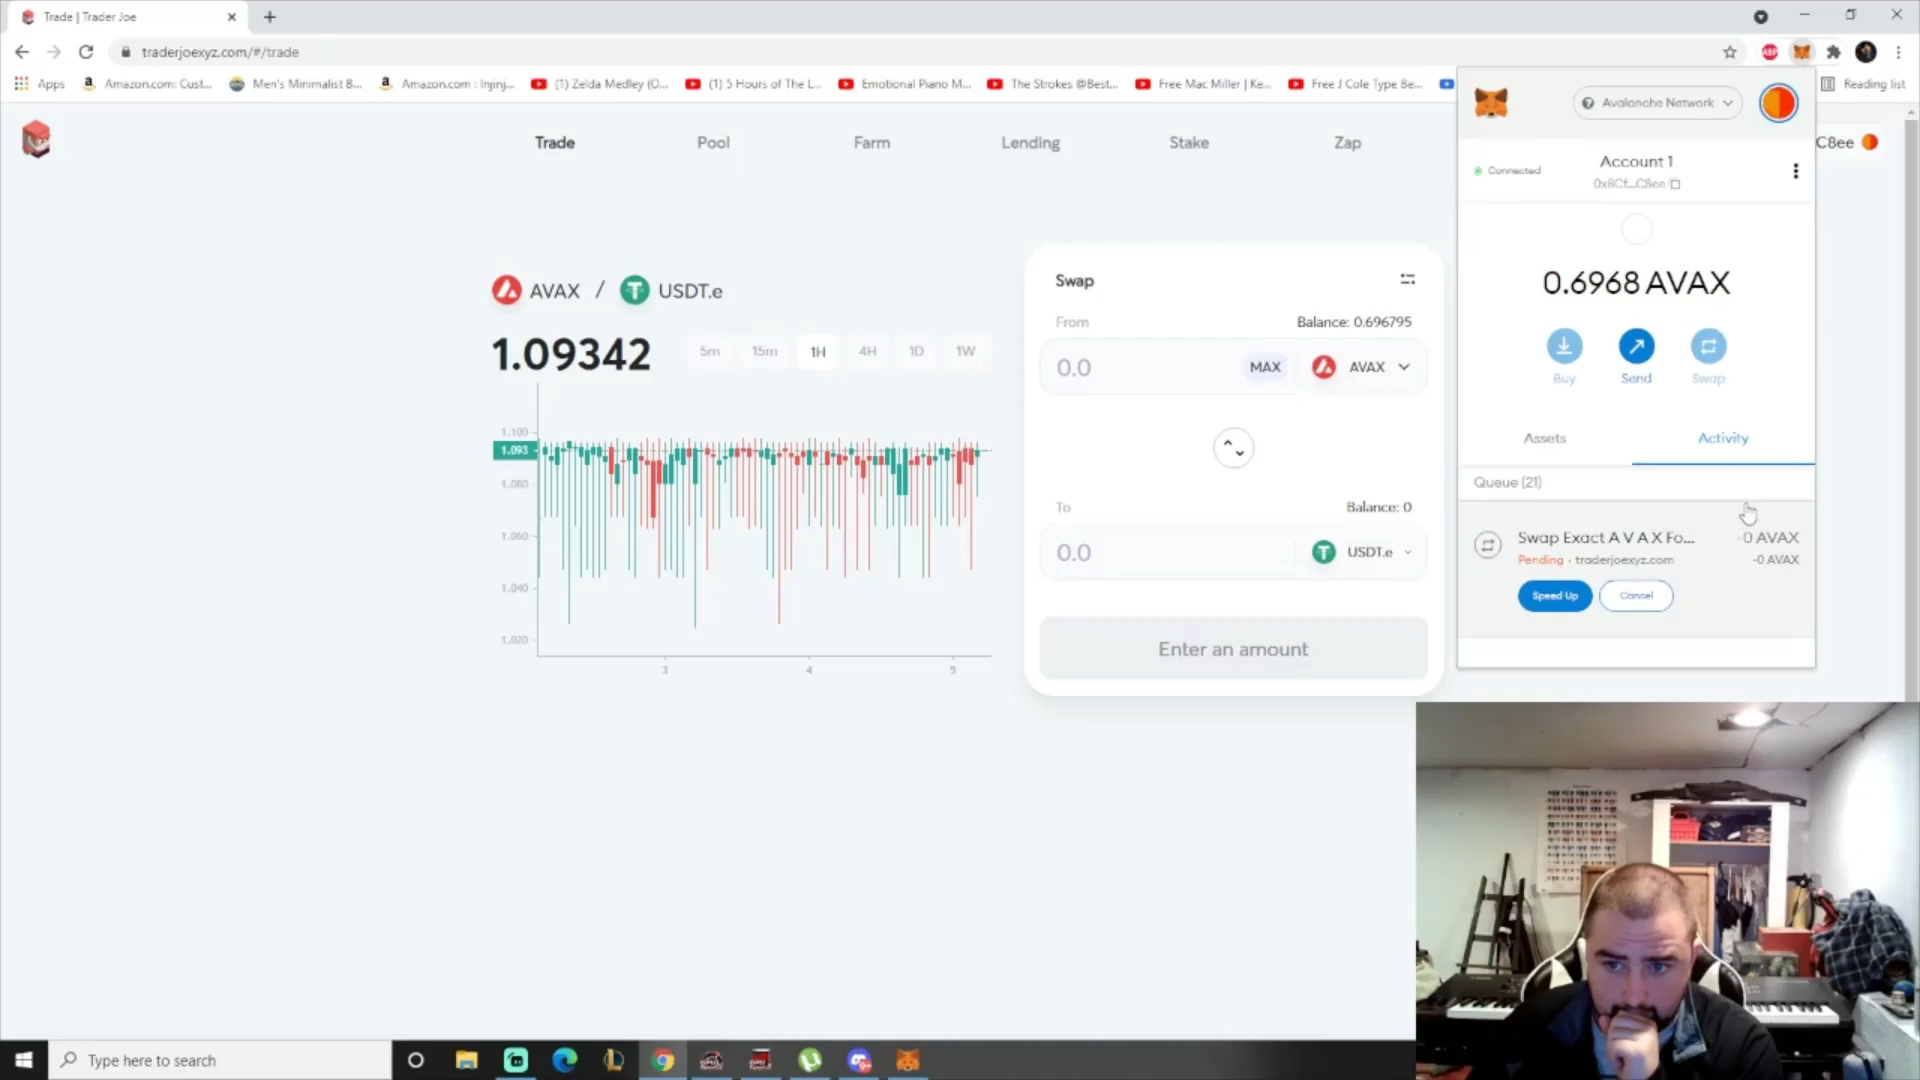 Trade | Trader Joe
traderjoexyz.com/#/trade
ABP
Apps
Amazon.com: Cust...
Men's Minimalist B...
Amazon.com : Injinj...
(1) Zelda Medley (O...
(1) 5 Hours of The L...
Emotional Piano M...
The Strokes @Best...
Free Mac Miller | Ke...
Free J Cole Type Be...
Reading list
Trade
Pool
Farm
Lending
Stake
Zap
C8ee
AVAX / USDT.e
1.09342
5m
15m
1H
4H
1D
1W
1.100
1.093
1.080
1.060
1.040
1.020
3
4
5
Swap
From
Balance: 0.696795
0.0
MAX
AVAX
To
Balance: 0
0.0
USDT.e
Enter an amount
Avalanche Network
Connected
Account 1
0x8Cf...C8ee
0.6968 AVAX
Buy
Send
Swap
Assets
Activity
Queue (21)
Swap Exact A V A X Fo...
-0 AVAX
Pending · traderjoexyz.com
-0 AVAX
Speed Up
Cancel
Type here to search